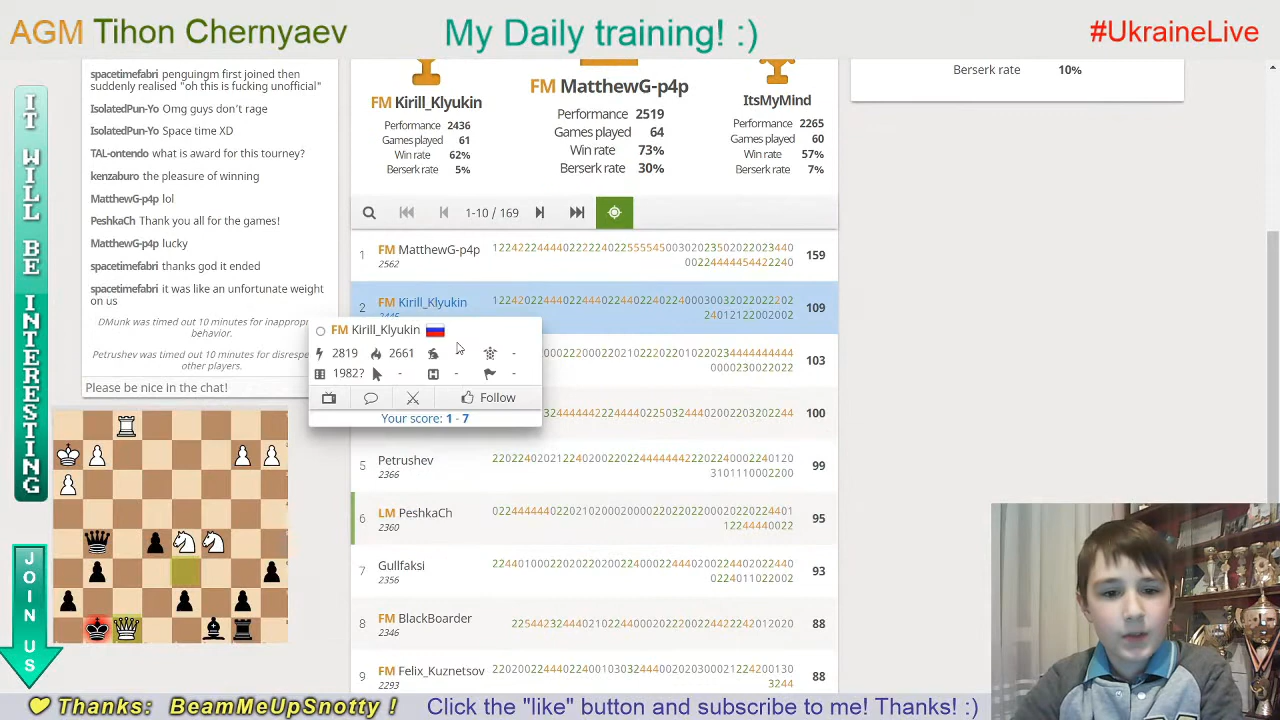 AGM Tihon Chernyaev
My Daily training! :)
#UkraineLive
IT WILL BE INTERESTING
JOIN US
spacetimefabri penguingm first joined then
suddenly realised "oh this is fucking unofficial"
IsolatedPun-Yo Omg guys don't rage
IsolatedPun-Yo Space time XD
TAL-ontendo what is award for this tourney?
kenzaburo the pleasure of winning
MatthewG-p4p lol
PeshkaCh Thank you all for the games!
MatthewG-p4p lucky
spacetimefabri thanks god it ended
spacetimefabri it was like an unfortunate weight
on us
DMunk was timed out 10 minutes for inappropriate
behavior.
Petrushev was timed out 10 minutes for disrespecting
other players.
Please be nice in the chat!
FM Kirill_Klyukin
Performance 2436
Games played 61
Win rate 62%
Berserk rate 5%
FM MatthewG-p4p
Performance 2519
Games played 64
Win rate 73%
Berserk rate 30%
ItsMyMind
Performance 2265
Games played 60
Win rate 57%
Berserk rate 7%
Berserk rate 10%
1-10 / 169
1 FM MatthewG-p4p 159
2562
2 FM Kirill_Klyukin 109
FM Kirill_Klyukin
2819 2661 -
1982? - - -
Follow
Your score: 1 - 7
103
100
5 Petrushev 99
2366
6 LM PeshkaCh 95
2360
7 Gullfaksi 93
2356
8 FM BlackBoarder 88
2346
9 FM Felix_Kuznetsov 88
2293
Thanks: BeamMeUpSnotty !
Click the "like" button and subscribe to me! Thanks! :)